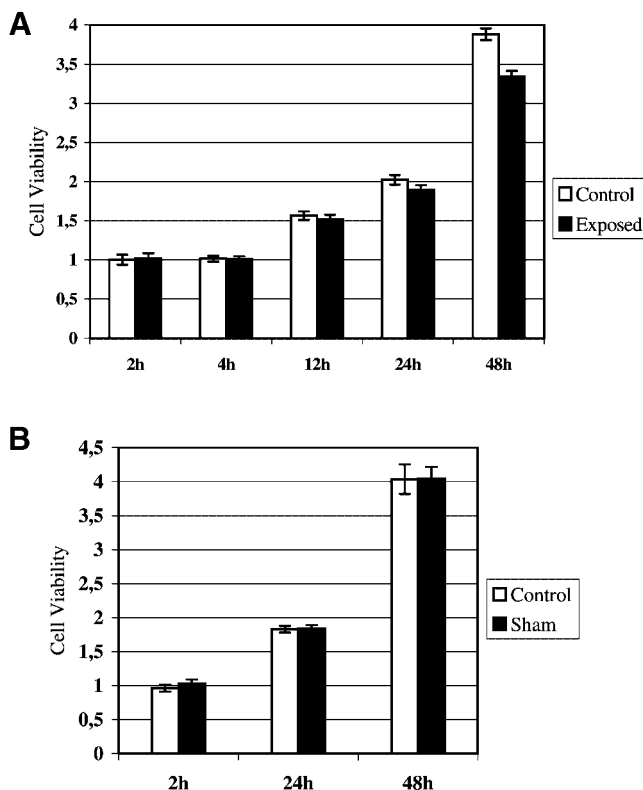 A
4
3,5
3
2,5
2
1,5
1
0,5
0
Cell Viability
2h 4h 12h 24h 48h
Control
Exposed
B
4,5
4
3,5
3
2,5
2
1,5
1
0,5
0
Cell Viability
2h 24h 48h
Control
Sham